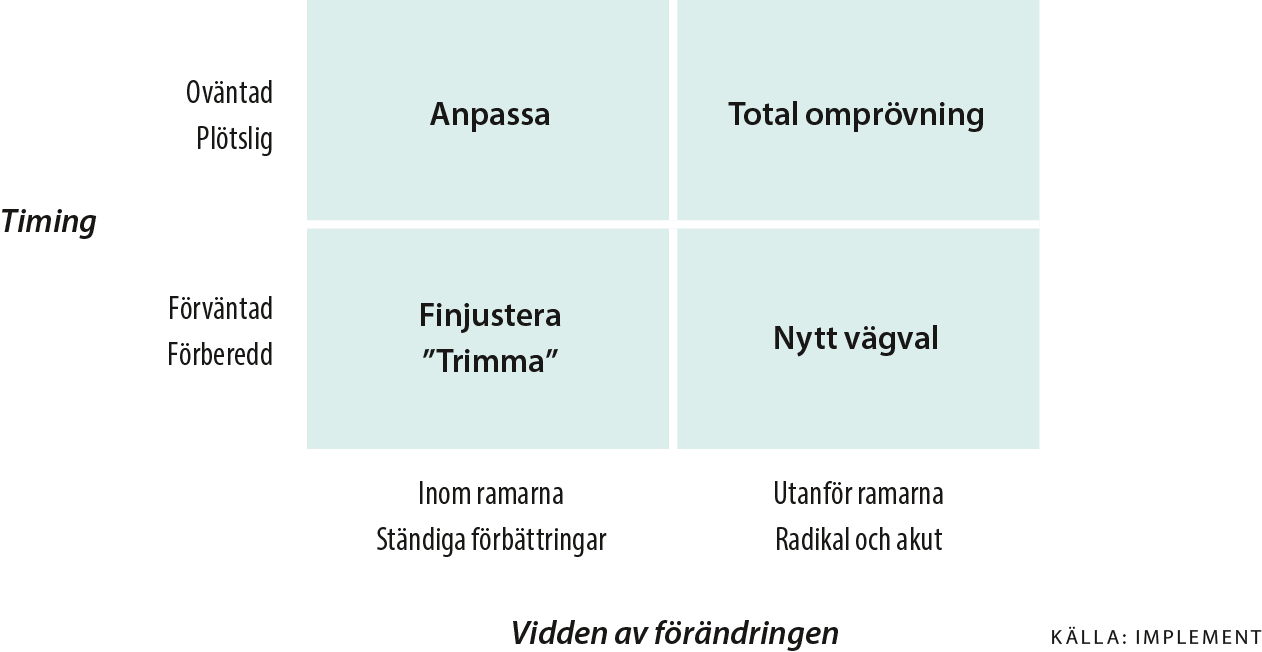 Oväntad
Plötslig
Anpassa
Total omprövning
Timing
Förväntad
Förberedd
Finjustera
”Trimma”
Nytt vägval
Inom ramarna
Ständiga förbättringar
Utanför ramarna
Radikal och akut
Vidden av förändringen
KÄLLA: IMPLEMENT